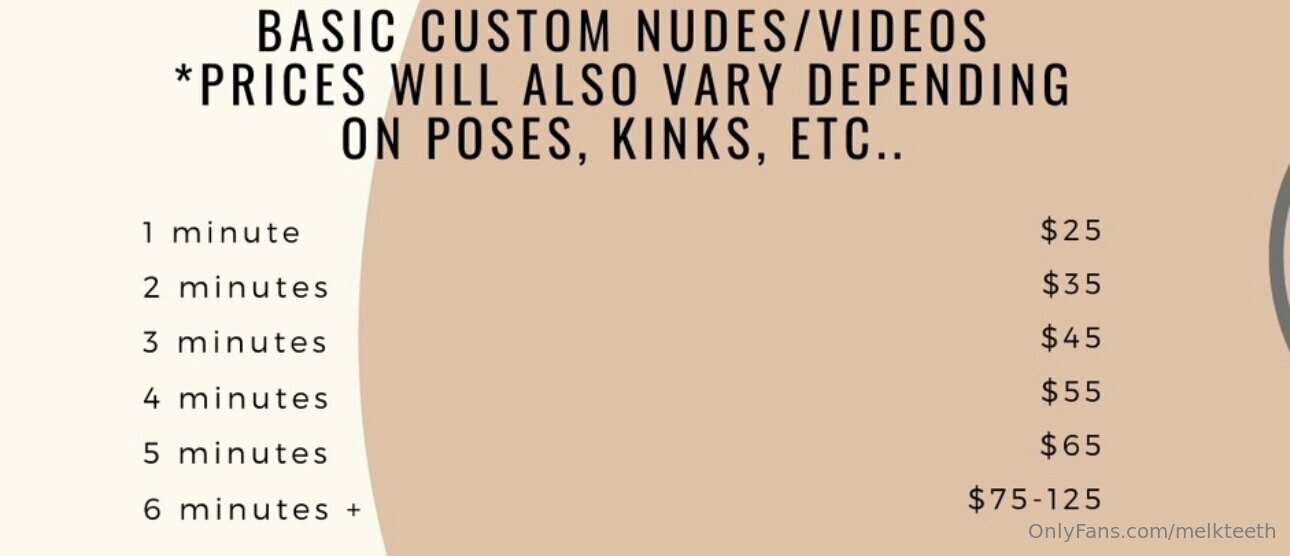 BASIC CUSTOM NUDES/VIDEOS
*PRICES WILL ALSO VARY DEPENDING
ON POSES, KINKS, ETC..
1 minute $25
2 minutes $35
3 minutes $45
4 minutes $55
5 minutes $65
6 minutes + $75-125
OnlyFans.com/melkteeth